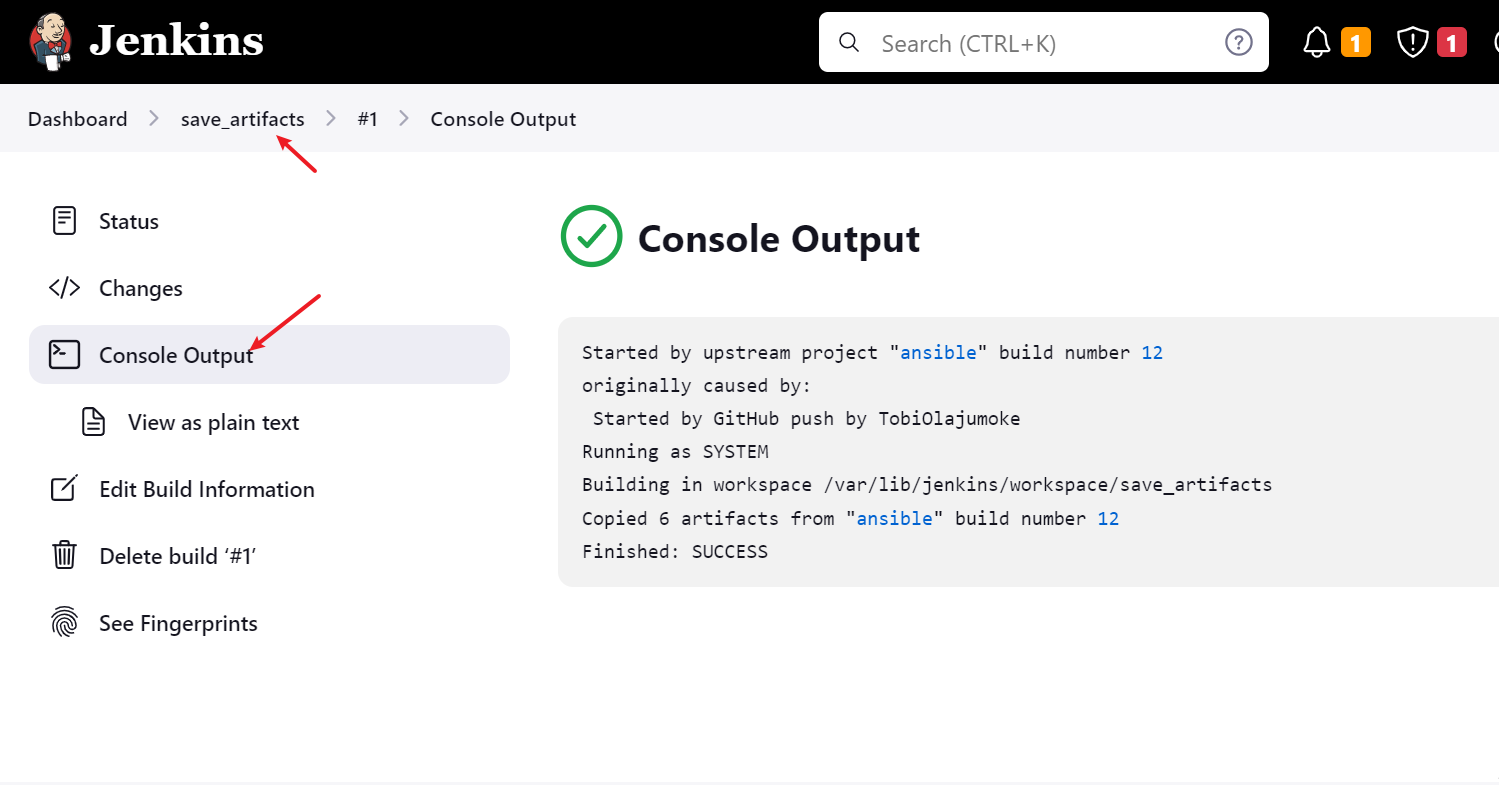 Jenkins
Search (CTRL+K)
1
1
Dashboard
save_artifacts
#1
Console Output
Status
Changes
Console Output
View as plain text
Edit Build Information
Delete build ‘#1’
See Fingerprints
Console Output
Started by upstream project "ansible" build number 12
originally caused by:
Started by GitHub push by TobiOlajumoke
Running as SYSTEM
Building in workspace /var/lib/jenkins/workspace/save_artifacts
Copied 6 artifacts from "ansible" build number 12
Finished: SUCCESS